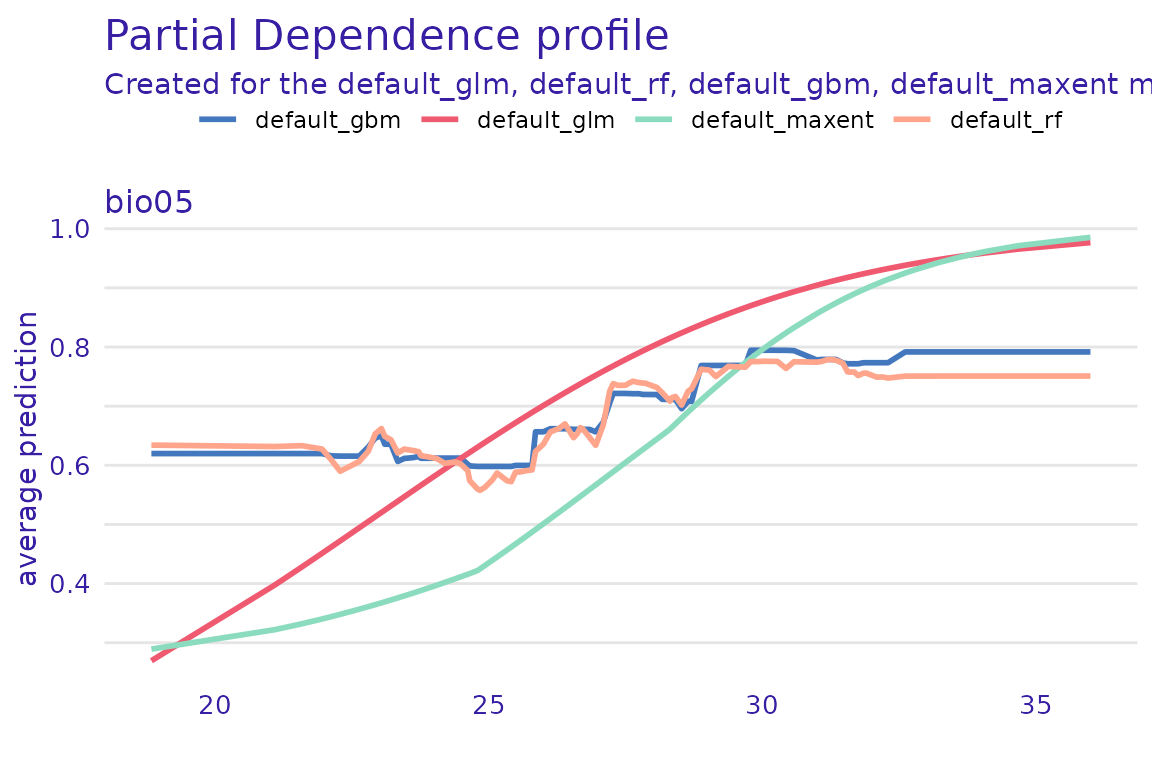 Partial Dependence profile
Created for the default_glm, default_rf, default_gbm, default_maxent m
default_gbm default_glm default_maxent default_rf
bio05
1.0
0.8
0.6
0.4
average prediction
20 25 30 35